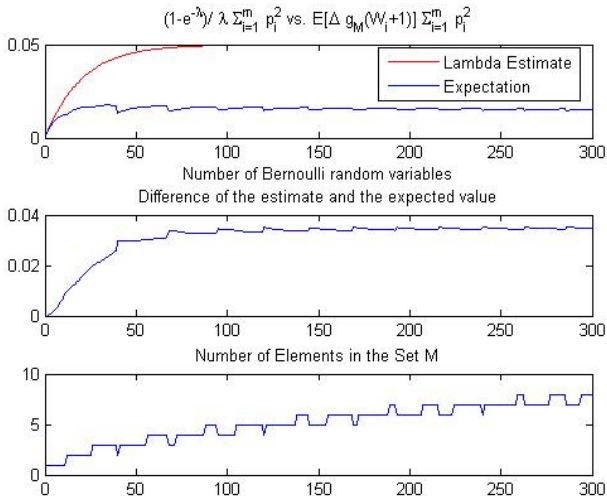 (1-e^-λ)/ λ Σ^m_i=1 p_i^2 vs. E[Δ g_M(W_i+1)] Σ^m_i=1 p_i^2
0.05
0
Lambda Estimate
Expectation
0 50 100 150 200 250 300
Number of Bernoulli random variables
Difference of the estimate and the expected value
0.04
0.02
0
0 50 100 150 200 250 300
Number of Elements in the Set M
10
5
0
0 50 100 150 200 250 300